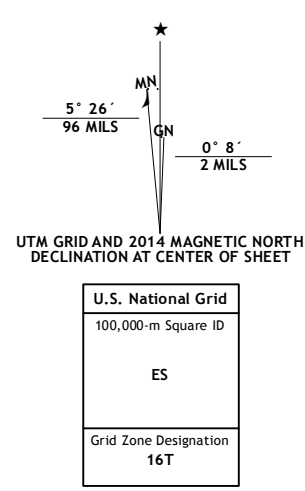 ★
MN
5° 26´
96 MILS
GN
0° 8´
2 MILS
UTM GRID AND 2014 MAGNETIC NORTH
DECLINATION AT CENTER OF SHEET
U.S. National Grid
100,000-m Square ID
ES
Grid Zone Designation
16T